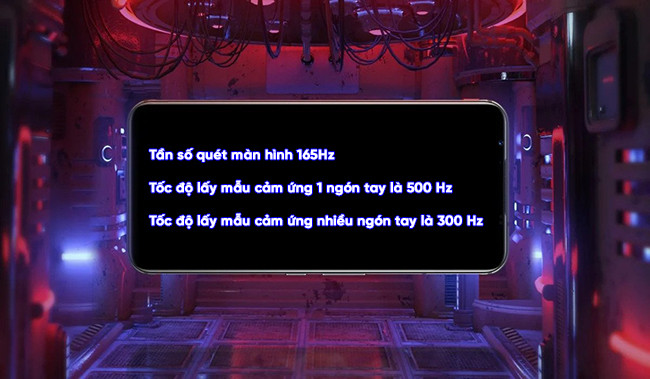 Tần số quét màn hình 165Hz
Tốc độ lấy mẫu cảm ứng 1 ngón tay là 500 Hz
Tốc độ lấy mẫu cảm ứng nhiều ngón tay là 300 Hz